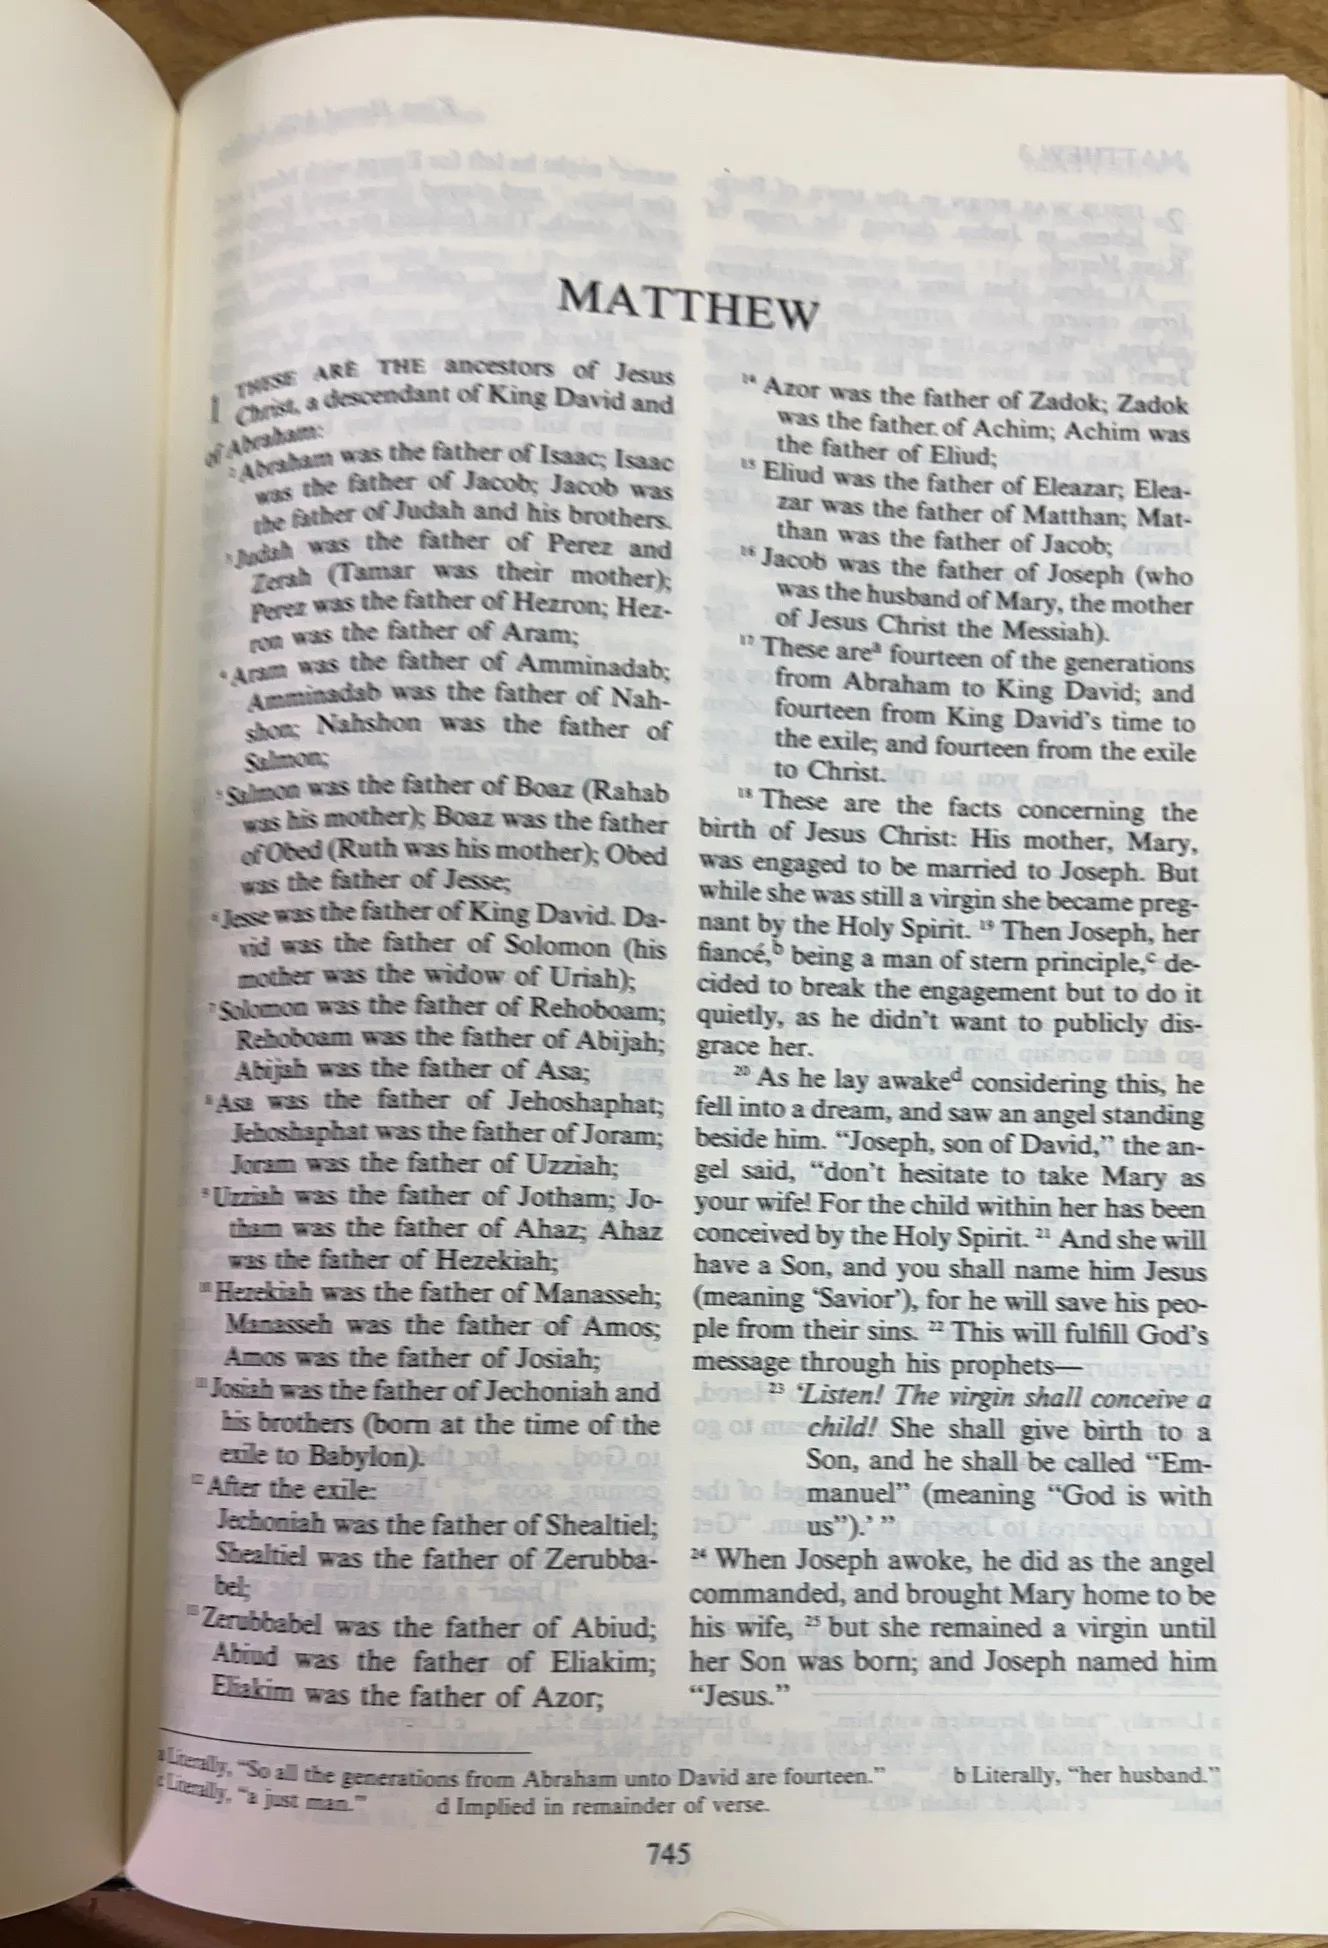 MATTHEW
1 THESE ARE THE ancestors of Jesus
Christ, a descendant of King David and
of Abraham:
2 Abraham was the father of Isaac; Isaac
was the father of Jacob; Jacob was
the father of Judah and his brothers.
3 Judah was the father of Perez and
Zerah (Tamar was their mother);
Perez was the father of Hezron; Hez-
ron was the father of Aram;
4 Aram was the father of Amminadab;
Amminadab was the father of Nah-
shon; Nahshon was the father of
Salmon;
5 Salmon was the father of Boaz (Rahab
was his mother); Boaz was the father
of Obed (Ruth was his mother); Obed
was the father of Jesse;
6 Jesse was the father of King David. Da-
vid was the father of Solomon (his
mother was the widow of Uriah);
7 Solomon was the father of Rehoboam;
Rehoboam was the father of Abijah;
Abijah was the father of Asa;
8 Asa was the father of Jehoshaphat;
Jehoshaphat was the father of Joram;
Joram was the father of Uzziah;
9 Uzziah was the father of Jotham; Jo-
tham was the father of Ahaz; Ahaz
was the father of Hezekiah;
10 Hezekiah was the father of Manasseh;
Manasseh was the father of Amos;
Amos was the father of Josiah;
11 Josiah was the father of Jechoniah and
his brothers (born at the time of the
exile to Babylon).
12 After the exile:
Jechoniah was the father of Shealtiel;
Shealtiel was the father of Zerubba-
bel;
13 Zerubbabel was the father of Abiud;
Abiud was the father of Eliakim;
Eliakim was the father of Azor;
14 Azor was the father of Zadok; Zadok
was the father of Achim; Achim was
the father of Eliud;
15 Eliud was the father of Eleazar; Elea-
zar was the father of Matthan; Mat-
than was the father of Jacob;
16 Jacob was the father of Joseph (who
was the husband of Mary, the mother
of Jesus Christ the Messiah).
17 These are a fourteen of the generations
from Abraham to King David; and
fourteen from King David's time to
the exile; and fourteen from the exile
to Christ.
18 These are the facts concerning the
birth of Jesus Christ: His mother, Mary,
was engaged to be married to Joseph. But
while she was still a virgin she became preg-
nant by the Holy Spirit. 19 Then Joseph, her
fiancé,b being a man of stern principle,c de-
cided to break the engagement but to do it
quietly, as he didn't want to publicly dis-
grace her.
20 As he lay awake d considering this, he
fell into a dream, and saw an angel standing
beside him. “Joseph, son of David,” the an-
gel said, “don't hesitate to take Mary as
your wife! For the child within her has been
conceived by the Holy Spirit. 21 And she will
have a Son, and you shall name him Jesus
(meaning ‘Savior’), for he will save his peo-
ple from their sins. 22 This will fulfill God's
message through his prophets—
23 ‘Listen! The virgin shall conceive a
child! She shall give birth to a
Son, and he shall be called “Em-
manuel” (meaning “God is with
us”).’ ”
24 When Joseph awoke, he did as the angel
commanded, and brought Mary home to be
his wife, 25 but she remained a virgin until
her Son was born; and Joseph named him
“Jesus.”
a Literally, “So all the generations from Abraham unto David are fourteen.” b Literally, “her husband.”
c Literally, “a just man.” d Implied in remainder of verse.
745